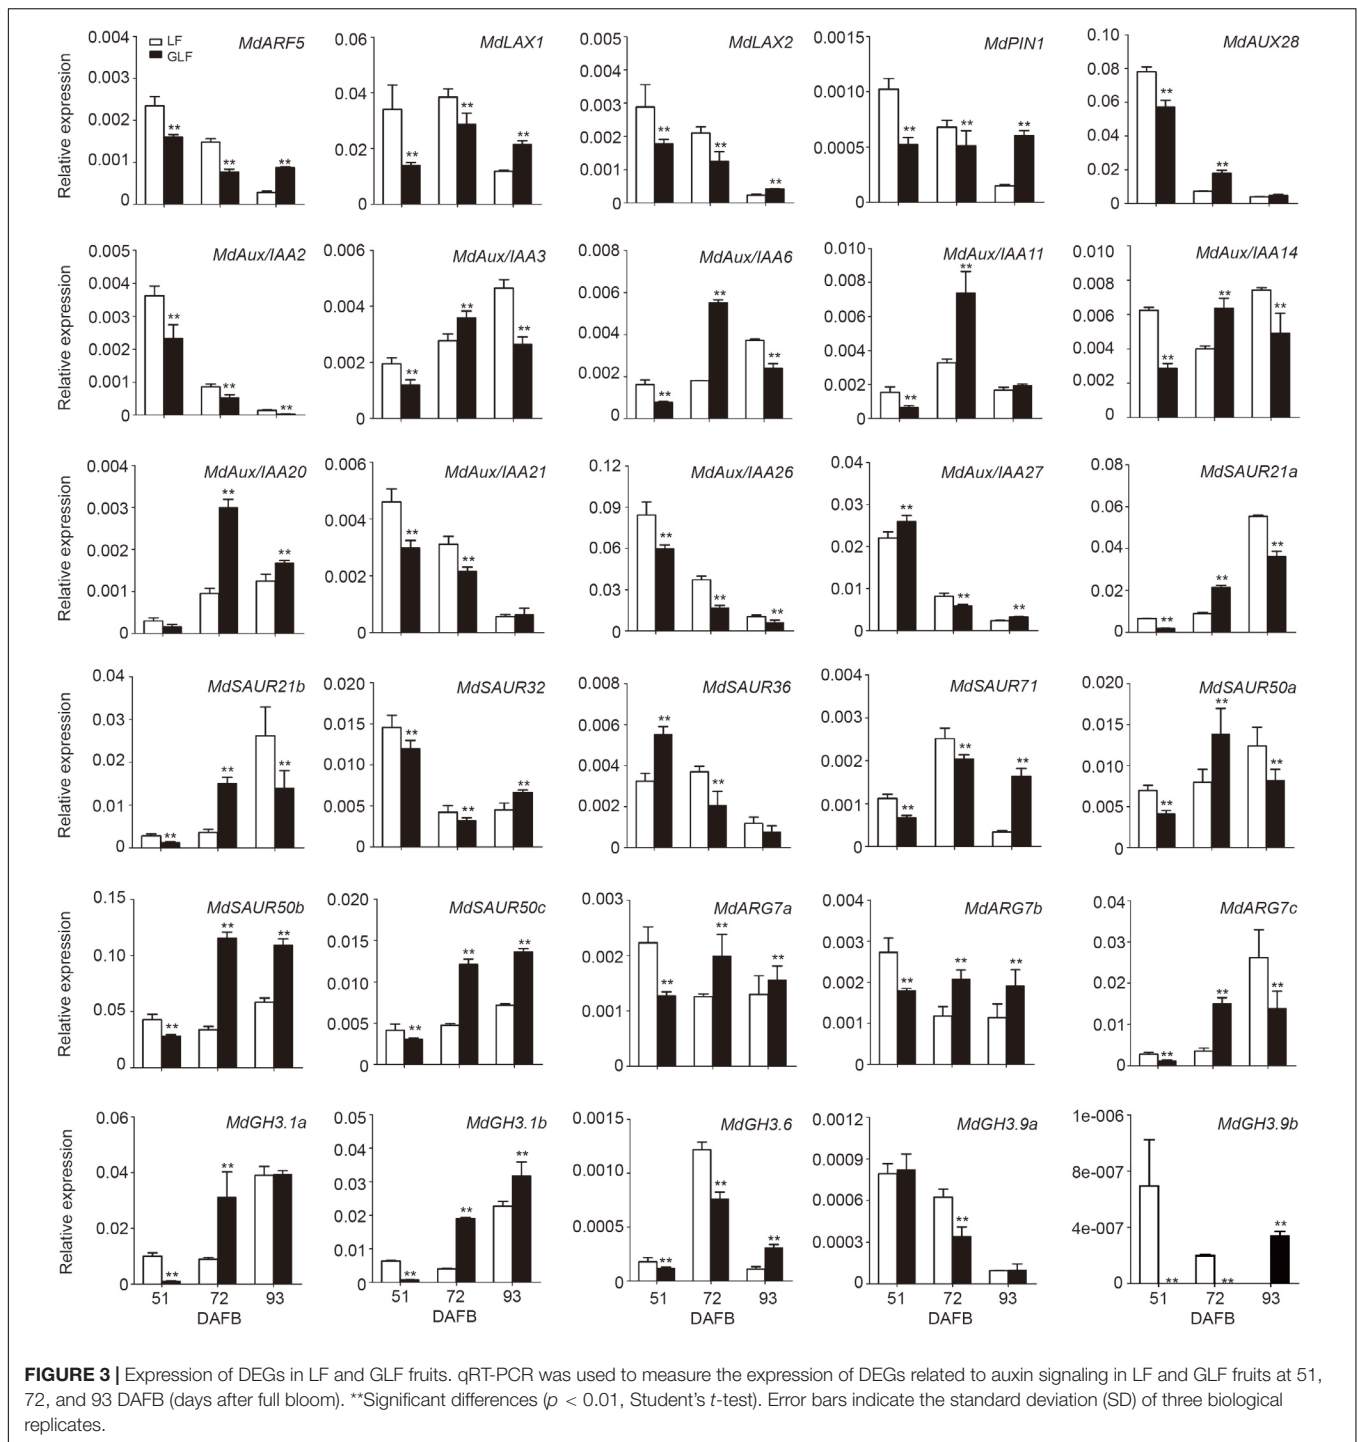 MdARF5
MdLAX1
MdLAX2
MdPIN1
MdAUX28
LF
GLF
Relative expression
0.004
0.003
0.002
0.001
0
** ** **
0.06
0.04
0.02
0
** ** **
0.005
0.003
0.002
0.001
0
** ** **
0.0015
0.0010
0.0005
0
** ** **
0.10
0.08
0.06
0.04
0.02
0
** **
MdAux/IAA2
MdAux/IAA3
MdAux/IAA6
MdAux/IAA11
MdAux/IAA14
Relative expression
0.005
0.004
0.003
0.002
0.001
0
** ** **
0.006
0.004
0.002
0
** ** **
0.008
0.006
0.004
0.002
0
** ** **
0.010
0.008
0.006
0.004
0.002
0
** **
0.010
0.008
0.006
0.004
0.002
0
** ** **
MdAux/IAA20
MdAux/IAA21
MdAux/IAA26
MdAux/IAA27
MdSAUR21a
Relative expression
0.004
0.003
0.002
0.001
0
** **
0.006
0.004
0.002
0
** **
0.12
0.09
0.06
0.03
0
** ** **
0.04
0.03
0.02
0.01
0
** ** **
0.08
0.06
0.04
0.02
0
** ** **
MdSAUR21b
MdSAUR32
MdSAUR36
MdSAUR71
MdSAUR50a
Relative expression
0.04
0.03
0.02
0.01
0
** ** **
0.020
0.015
0.010
0.005
0
** ** **
0.008
0.006
0.004
0.002
0
** **
0.004
0.003
0.002
0.001
0
** ** **
0.020
0.015
0.010
0.005
0
** ** **
MdSAUR50b
MdSAUR50c
MdARG7a
MdARG7b
MdARG7c
Relative expression
0.15
0.10
0.05
0
** ** **
0.020
0.015
0.010
0.005
0
** ** **
0.003
0.002
0.001
0
** ** **
0.004
0.003
0.002
0.001
0
** ** **
0.04
0.03
0.02
0.01
0
** ** **
MdGH3.1a
MdGH3.1b
MdGH3.6
MdGH3.9a
MdGH3.9b
Relative expression
0.06
0.04
0.02
0
** **
0.05
0.04
0.03
0.02
0.01
0
** ** **
0.0015
0.0010
0.0005
0
** ** **
0.0012
0.0009
0.0006
0.0003
0
**
1e-006
8e-007
4e-007
0
** ** **
51 72 93
DAFB
51 72 93
DAFB
51 72 93
DAFB
51 72 93
DAFB
51 72 93
DAFB
FIGURE 3 | Expression of DEGs in LF and GLF fruits. qRT-PCR was used to measure the expression of DEGs related to auxin signaling in LF and GLF fruits at 51,
72, and 93 DAFB (days after full bloom). **Significant differences (p < 0.01, Student's t-test). Error bars indicate the standard deviation (SD) of three biological
replicates.